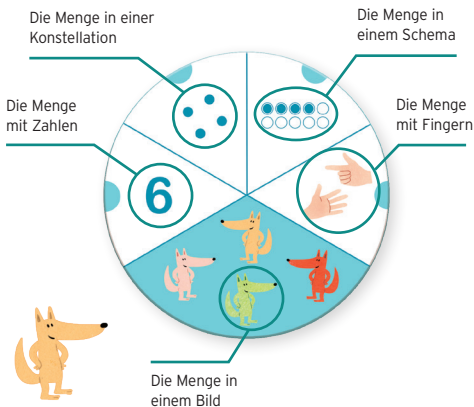 Die Menge in einer
Konstellation
Die Menge in
einem Schema
Die Menge
mit Zahlen
Die Menge
mit Fingern
6
Die Menge in
einem Bild